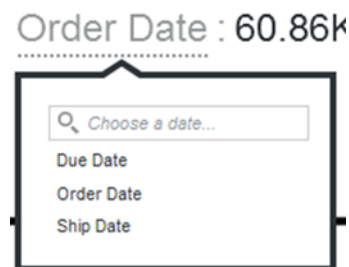 Order Date : 60.86K
Choose a date...
Due Date
Order Date
Ship Date